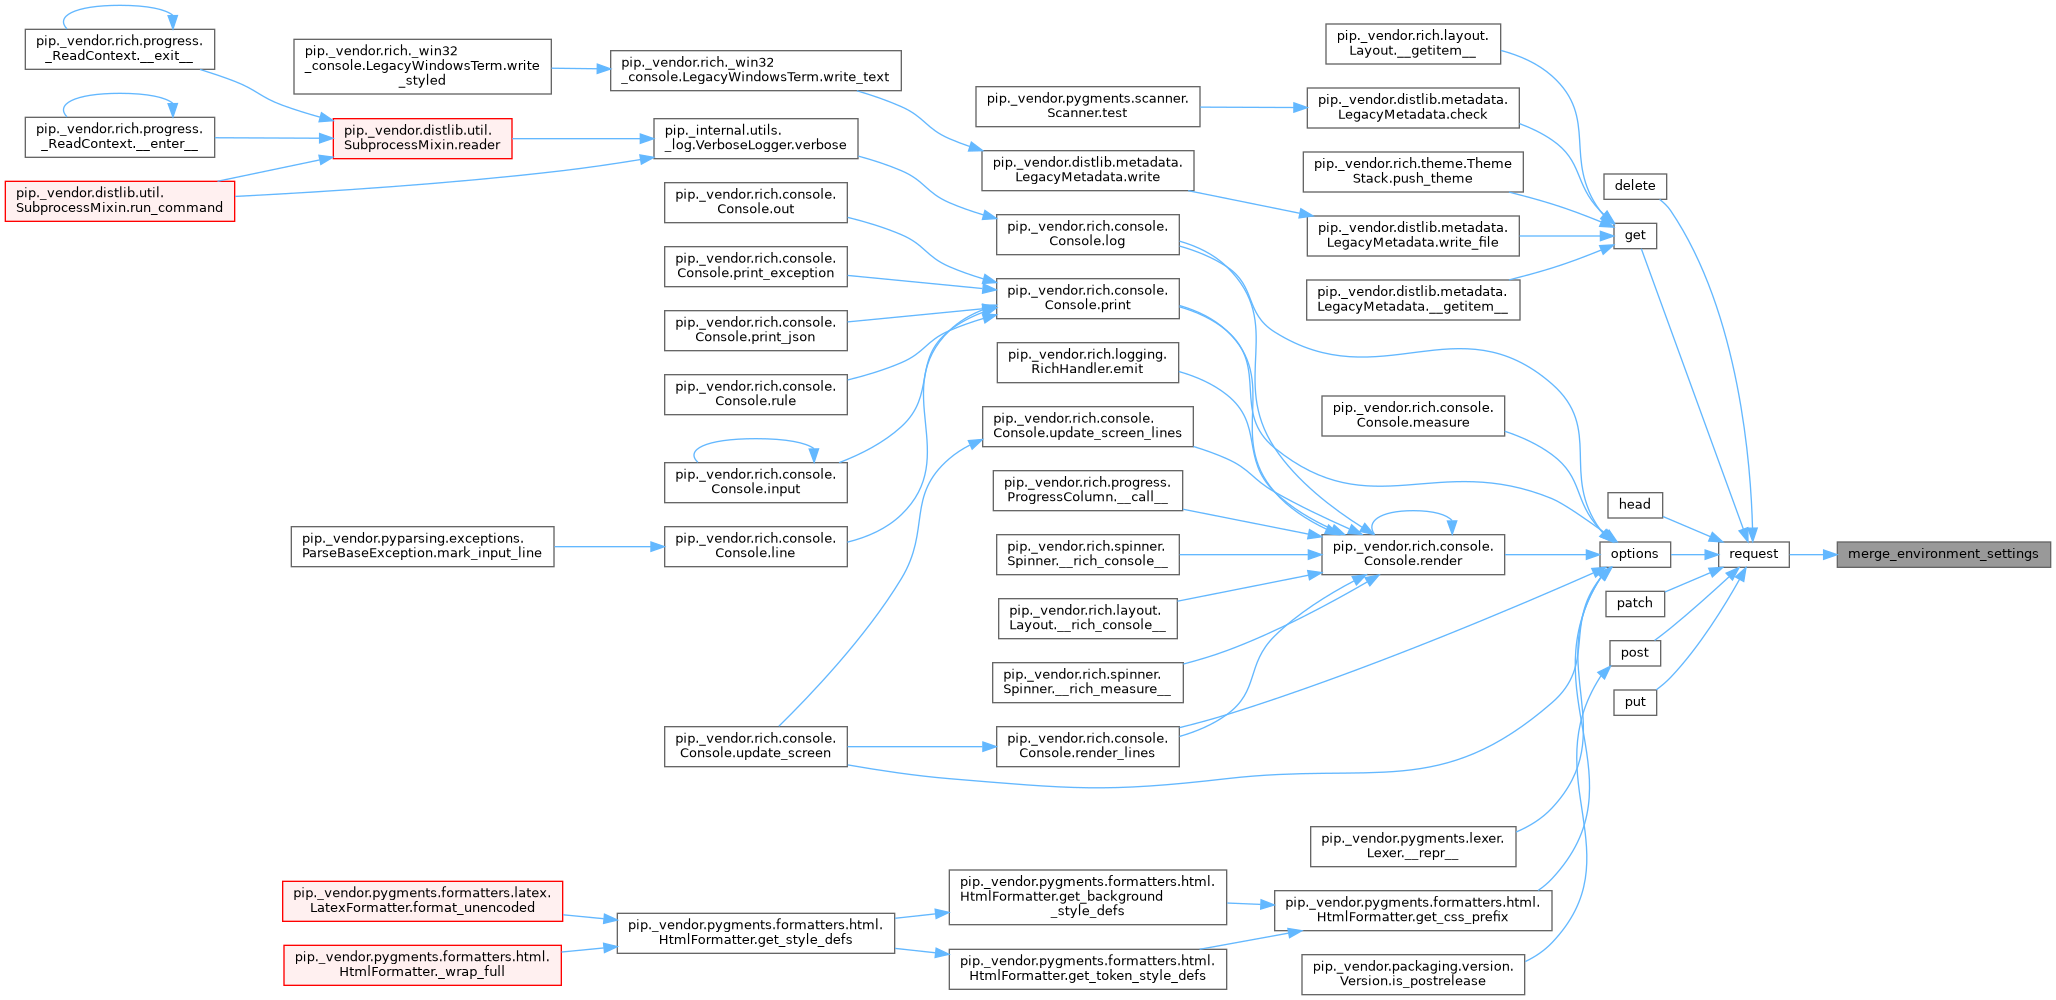 pip._vendor.rich.progress.
_ReadContext.__exit__
pip._vendor.rich.progress.
_ReadContext.__enter__
pip._vendor.distlib.util.
SubprocessMixin.run_command
pip._vendor.rich._win32
_console.LegacyWindowsTerm.write
_styled
pip._vendor.distlib.util.
SubprocessMixin.reader
pip._vendor.pyparsing.exceptions.
ParseBaseException.mark_input_line
pip._vendor.pygments.formatters.latex.
LatexFormatter.format_unencoded
pip._vendor.pygments.formatters.html.
HtmlFormatter._wrap_full
pip._vendor.rich._win32
_console.LegacyWindowsTerm.write_text
pip._internal.utils.
_log.VerboseLogger.verbose
pip._vendor.rich.console.
Console.out
pip._vendor.rich.console.
Console.print_exception
pip._vendor.rich.console.
Console.print_json
pip._vendor.rich.console.
Console.rule
pip._vendor.rich.console.
Console.input
pip._vendor.rich.console.
Console.line
pip._vendor.rich.console.
Console.update_screen
pip._vendor.pygments.formatters.html.
HtmlFormatter.get_style_defs
pip._vendor.pygments.scanner.
Scanner.test
pip._vendor.distlib.metadata.
LegacyMetadata.write
pip._vendor.rich.console.
Console.log
pip._vendor.rich.console.
Console.print
pip._vendor.rich.logging.
RichHandler.emit
pip._vendor.rich.console.
Console.update_screen_lines
pip._vendor.rich.progress.
ProgressColumn.__call__
pip._vendor.rich.spinner.
Spinner.__rich_console__
pip._vendor.rich.layout.
Layout.__rich_console__
pip._vendor.rich.spinner.
Spinner.__rich_measure__
pip._vendor.rich.console.
Console.render_lines
pip._vendor.pygments.formatters.html.
HtmlFormatter.get_background
_style_defs
pip._vendor.pygments.formatters.html.
HtmlFormatter.get_token_style_defs
pip._vendor.rich.layout.
Layout.__getitem__
pip._vendor.distlib.metadata.
LegacyMetadata.check
pip._vendor.rich.theme.Theme
Stack.push_theme
pip._vendor.distlib.metadata.
LegacyMetadata.write_file
pip._vendor.distlib.metadata.
LegacyMetadata.__getitem__
pip._vendor.rich.console.
Console.measure
pip._vendor.rich.console.
Console.render
pip._vendor.pygments.lexer.
Lexer.__repr__
pip._vendor.pygments.formatters.html.
HtmlFormatter.get_css_prefix
pip._vendor.packaging.version.
Version.is_postrelease
delete
get
head
options
patch
post
put
request
merge_environment_settings